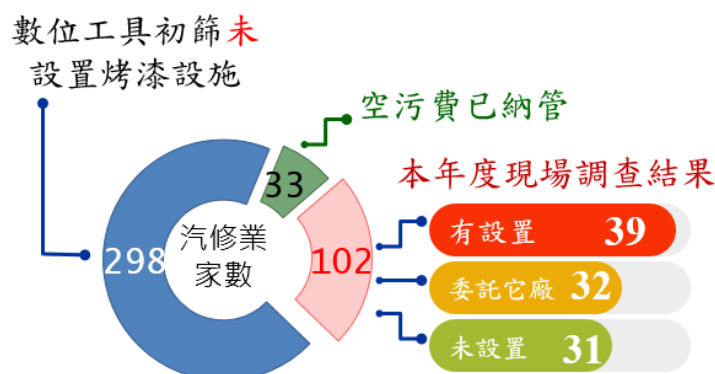 數位工具初篩未
設置烤漆設施
空污費已納管
33
本年度現場調查結果
298
汽修業
家數
102
有設置 39
委託它廠 32
未設置 31